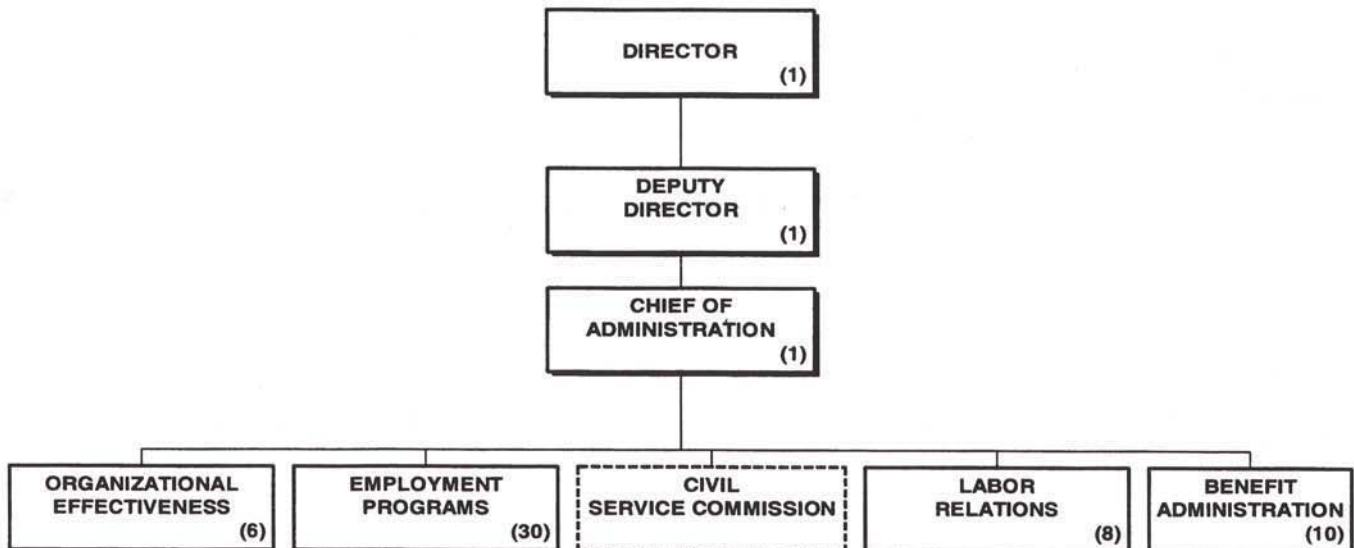 DIRECTOR
(1)
DEPUTY
DIRECTOR
(1)
CHIEF OF
ADMINISTRATION
(1)
ORGANIZATIONAL
EFFECTIVENESS
(6)
EMPLOYMENT
PROGRAMS
(30)
CIVIL
SERVICE COMMISSION
LABOR
RELATIONS
(8)
BENEFIT
ADMINISTRATION
(10)